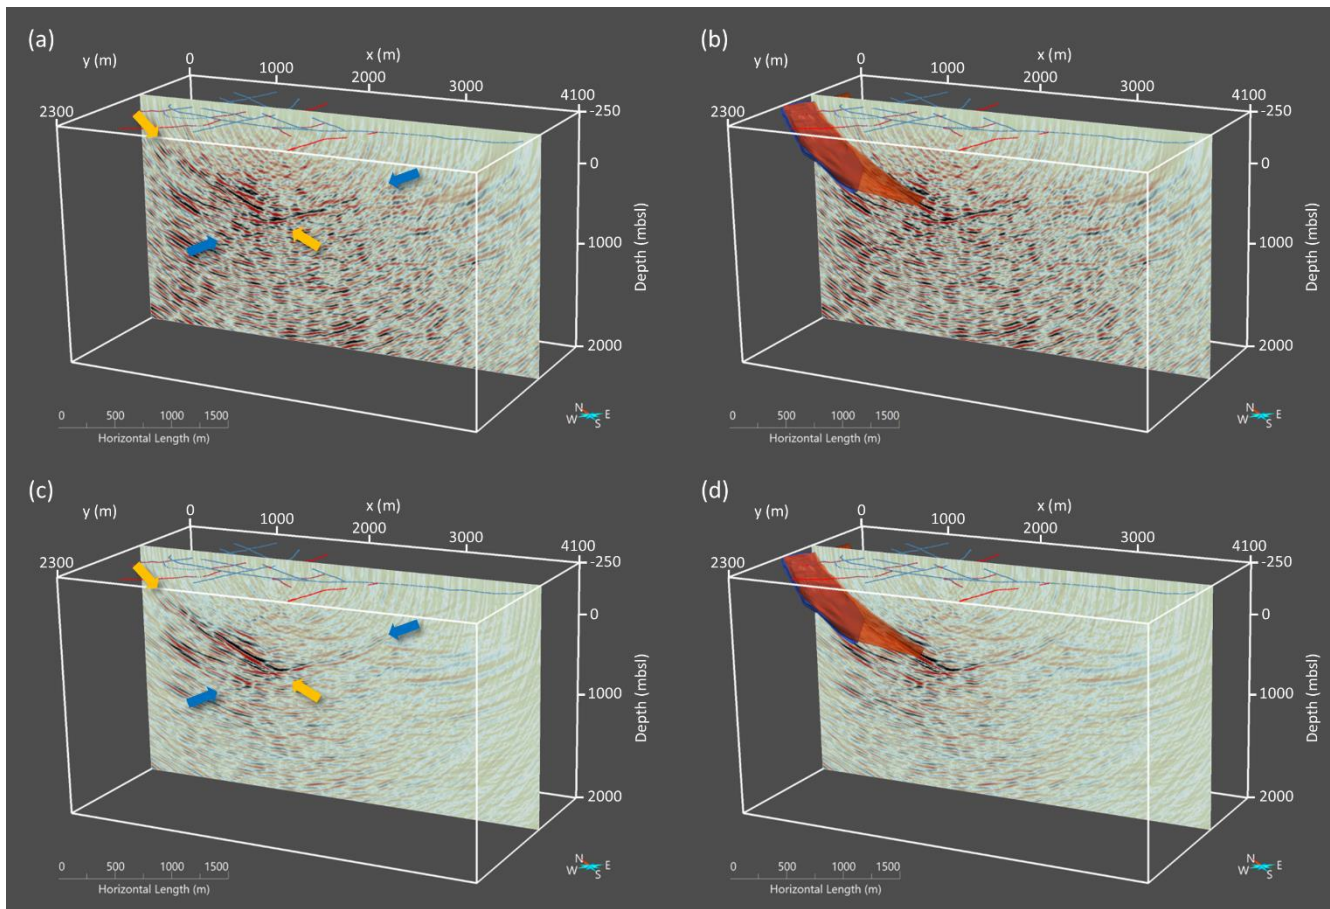 (a)
y (m)
0
x (m)
1000
2000
3000
4100
2300
-250
0
1000
2000
Depth (mbsl)
0 500 1000 1500
Horizontal Length (m)
N
W E
S
(b)
y (m)
0
x (m)
1000
2000
3000
4100
2300
-250
0
1000
2000
Depth (mbsl)
0 500 1000 1500
Horizontal Length (m)
N
W E
S
(c)
y (m)
0
x (m)
1000
2000
3000
4100
2300
-250
0
1000
2000
Depth (mbsl)
0 500 1000 1500
Horizontal Length (m)
N
W E
S
(d)
y (m)
0
x (m)
1000
2000
3000
4100
2300
-250
0
1000
2000
Depth (mbsl)
0 500 1000 1500
Horizontal Length (m)
N
W E
S